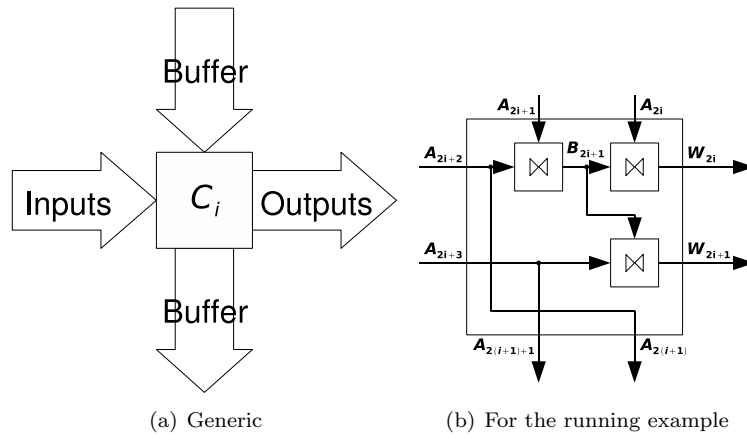 Buffer
Inputs
C_i
Outputs
Buffer
(a) Generic
A_{2i+1}
A_{2i}
A_{2i+2}
⋈
B_{2i+1}
⋈
W_{2i}
A_{2i+3}
⋈
W_{2i+1}
A_{2(i+1)+1}
A_{2(i+1)}
(b) For the running example